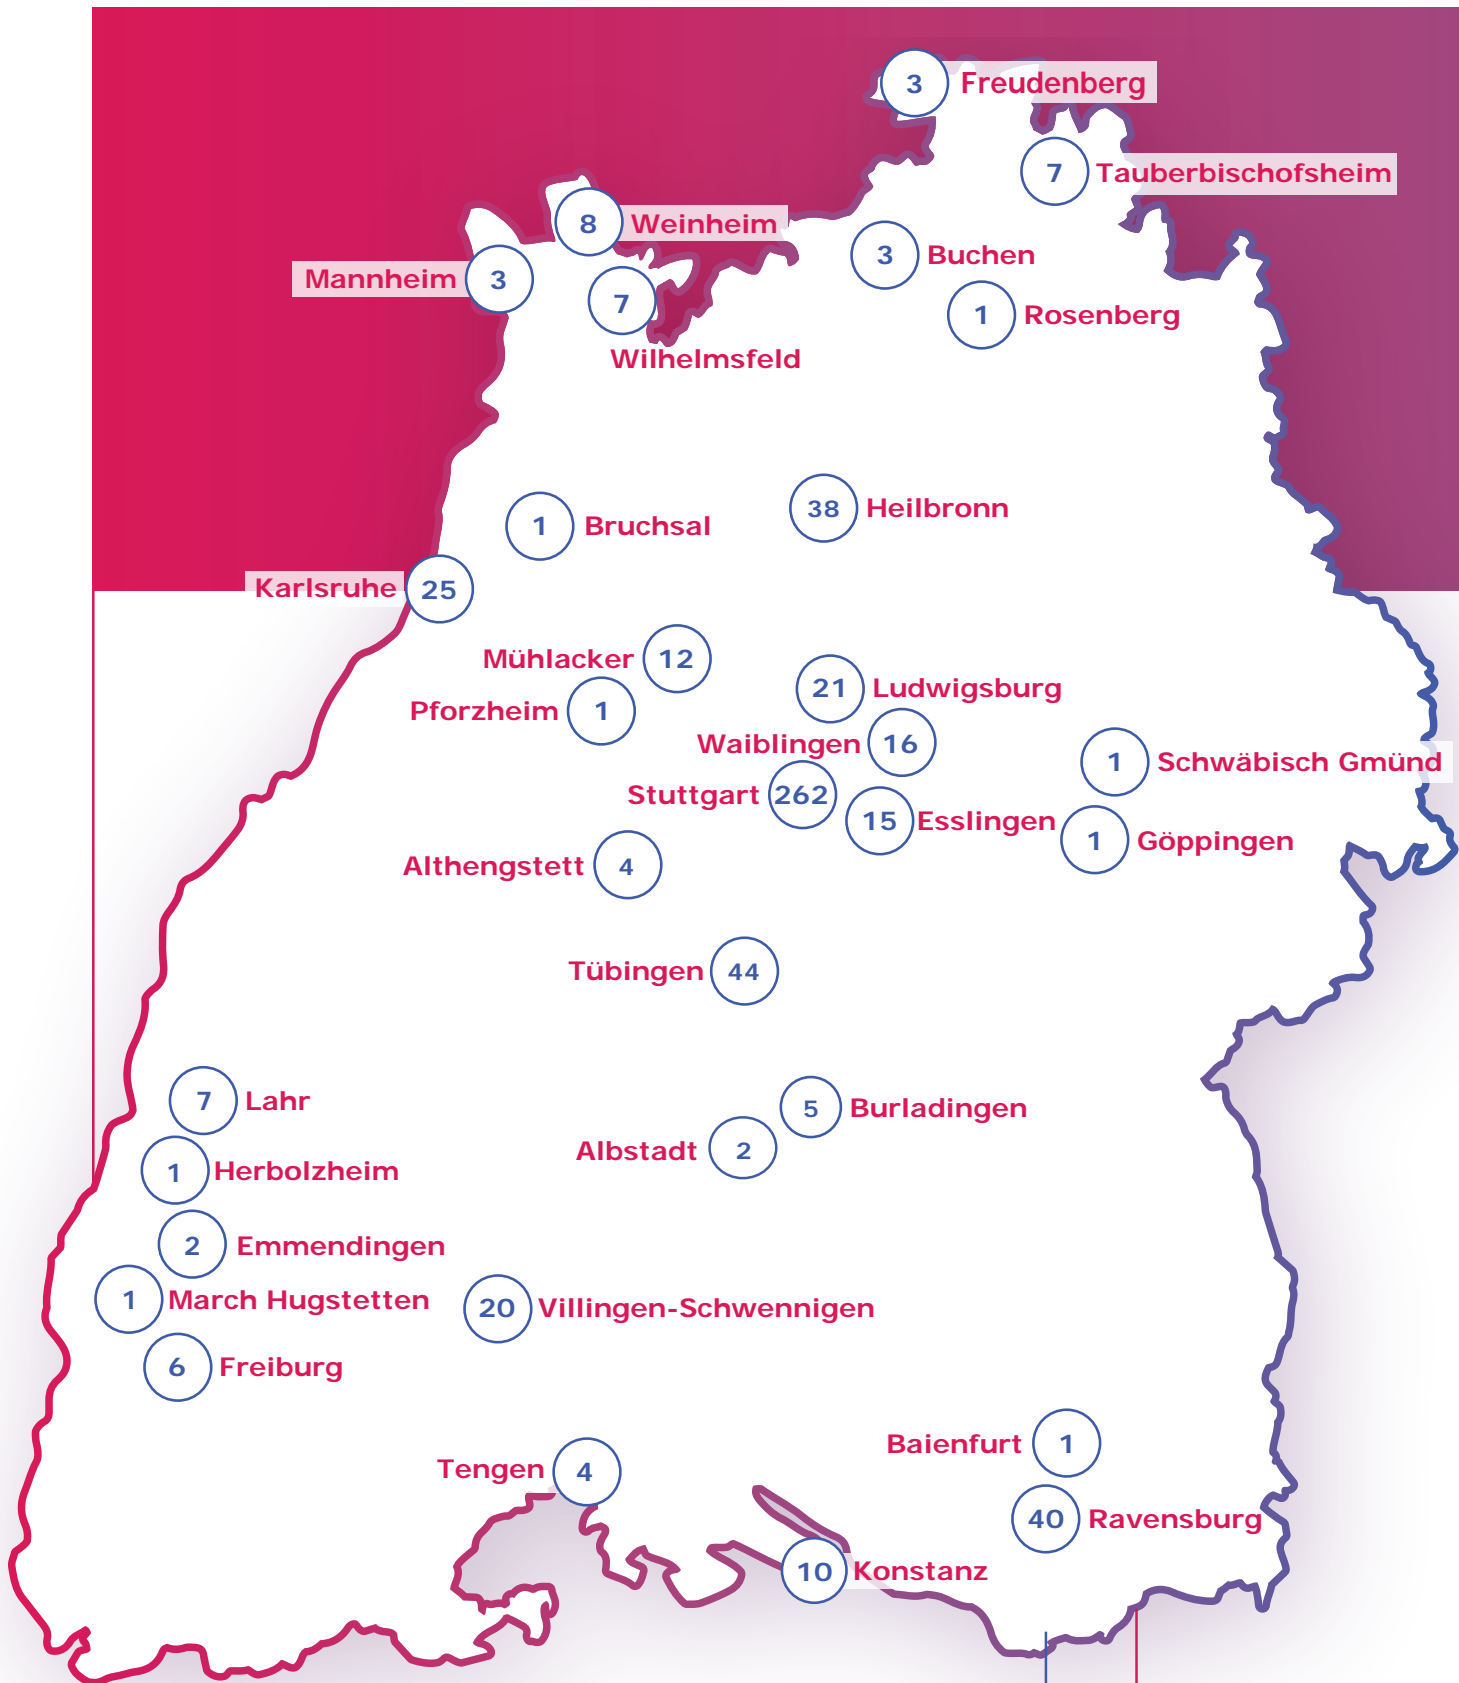 3 Freudenberg
7 Tauberbischofsheim
8 Weinheim
3 Buchen
Mannheim 3
7
Wilhelmsfeld
1 Rosenberg
38 Heilbronn
1 Bruchsal
Karlsruhe 25
Mühlacker 12
21 Ludwigsburg
Pforzheim 1
Waiblingen 16
1 Schwäbisch Gmünd
Stuttgart 262
15 Esslingen
1 Göppingen
Althengstett 4
Tübingen 44
7 Lahr
5 Burladingen
Albstadt 2
1 Herbolzheim
2 Emmendingen
1 March Hugstetten
20 Villingen-Schwennigen
6 Freiburg
Baienfurt 1
Tengen 4
40 Ravensburg
10 Konstanz